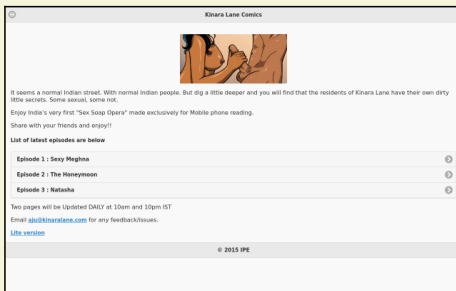 Kinara Lane Comics
It seems a normal Indian street. With normal Indian people. But dig a little deeper and you will find that the residents of Kinara Lane have their own dirty
little secrets. Some sexual, some not.
Enjoy India's very first "Sex Soap Opera" made exclusively for Mobile phone reading.
Share with your friends and enjoy!!
List of latest episodes are below
Episode 1 : Sexy Meghna
Episode 2 : The Honeymoon
Episode 3 : Natasha
Two pages will be Updated DAILY at 10am and 10pm IST
Email aju@kinaralane.com for any feedback/issues.
Lite version
© 2015 IPE